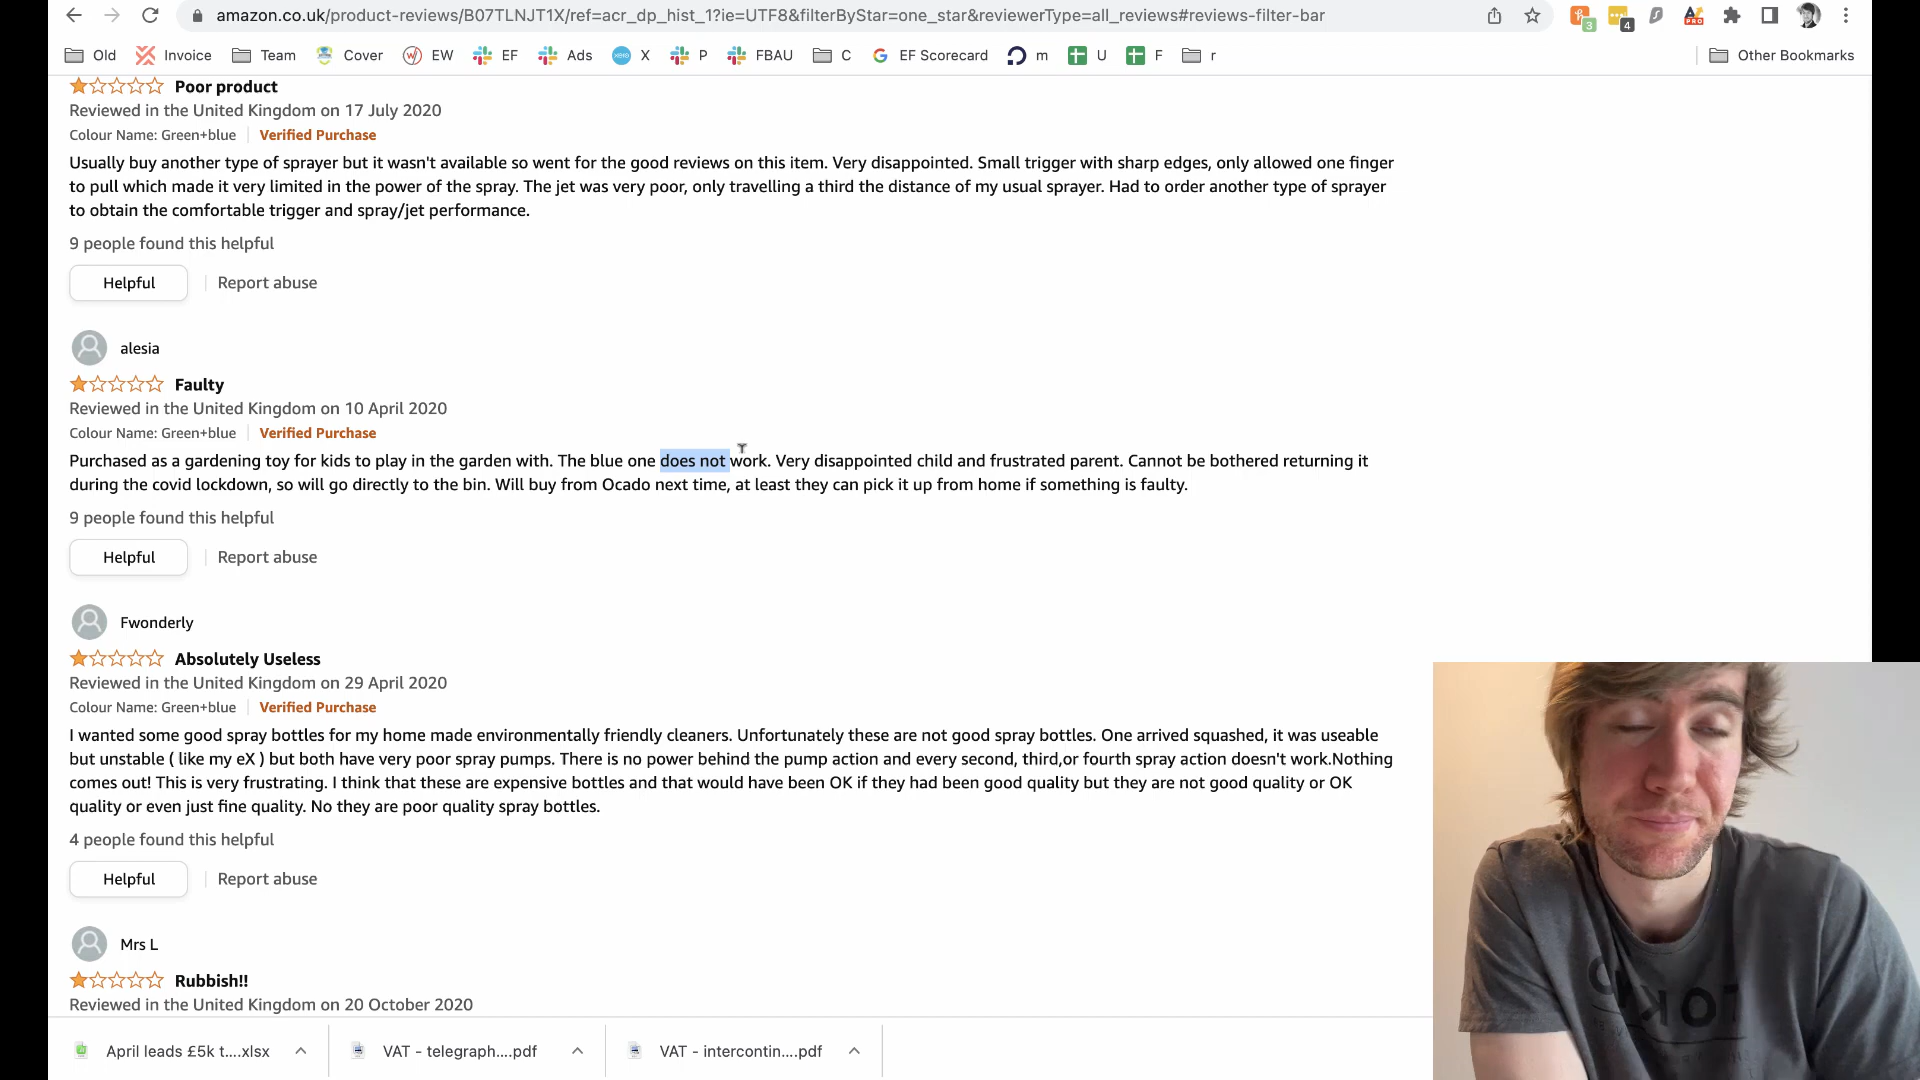 amazon.co.uk/product-reviews/B07TLNJT1X/ref=acr_dp_hist_1?ie=UTF8&filterByStar=one_star&reviewerType=all_reviews#reviews-filter-bar
3
4
PRO
Old Invoice Team Cover EW EF Ads X P FBAU C EF Scorecard m U F r Other Bookmarks
Poor product
Reviewed in the United Kingdom on 17 July 2020
Colour Name: Green+blue Verified Purchase
Usually buy another type of sprayer but it wasn't available so went for the good reviews on this item. Very disappointed. Small trigger with sharp edges, only allowed one finger
to pull which made it very limited in the power of the spray. The jet was very poor, only travelling a third the distance of my usual sprayer. Had to order another type of sprayer
to obtain the comfortable trigger and spray/jet performance.
9 people found this helpful
Helpful Report abuse
alesia
Faulty
Reviewed in the United Kingdom on 10 April 2020
Colour Name: Green+blue Verified Purchase
Purchased as a gardening toy for kids to play in the garden with. The blue one does not work. Very disappointed child and frustrated parent. Cannot be bothered returning it
during the covid lockdown, so will go directly to the bin. Will buy from Ocado next time, at least they can pick it up from home if something is faulty.
9 people found this helpful
Helpful Report abuse
Fwonderly
Absolutely Useless
Reviewed in the United Kingdom on 29 April 2020
Colour Name: Green+blue Verified Purchase
I wanted some good spray bottles for my home made environmentally friendly cleaners. Unfortunately these are not good spray bottles. One arrived squashed, it was useable
but unstable ( like my eX ) but both have very poor spray pumps. There is no power behind the pump action and every second, third,or fourth spray action doesn't work.Nothing
comes out! This is very frustrating. I think that these are expensive bottles and that would have been OK if they had been good quality but they are not good quality or OK
quality or even just fine quality. No they are poor quality spray bottles.
4 people found this helpful
Helpful Report abuse
Mrs L
Rubbish!!
Reviewed in the United Kingdom on 20 October 2020
April leads £5k t....xlsx VAT - telegraph....pdf VAT - intercontin....pdf